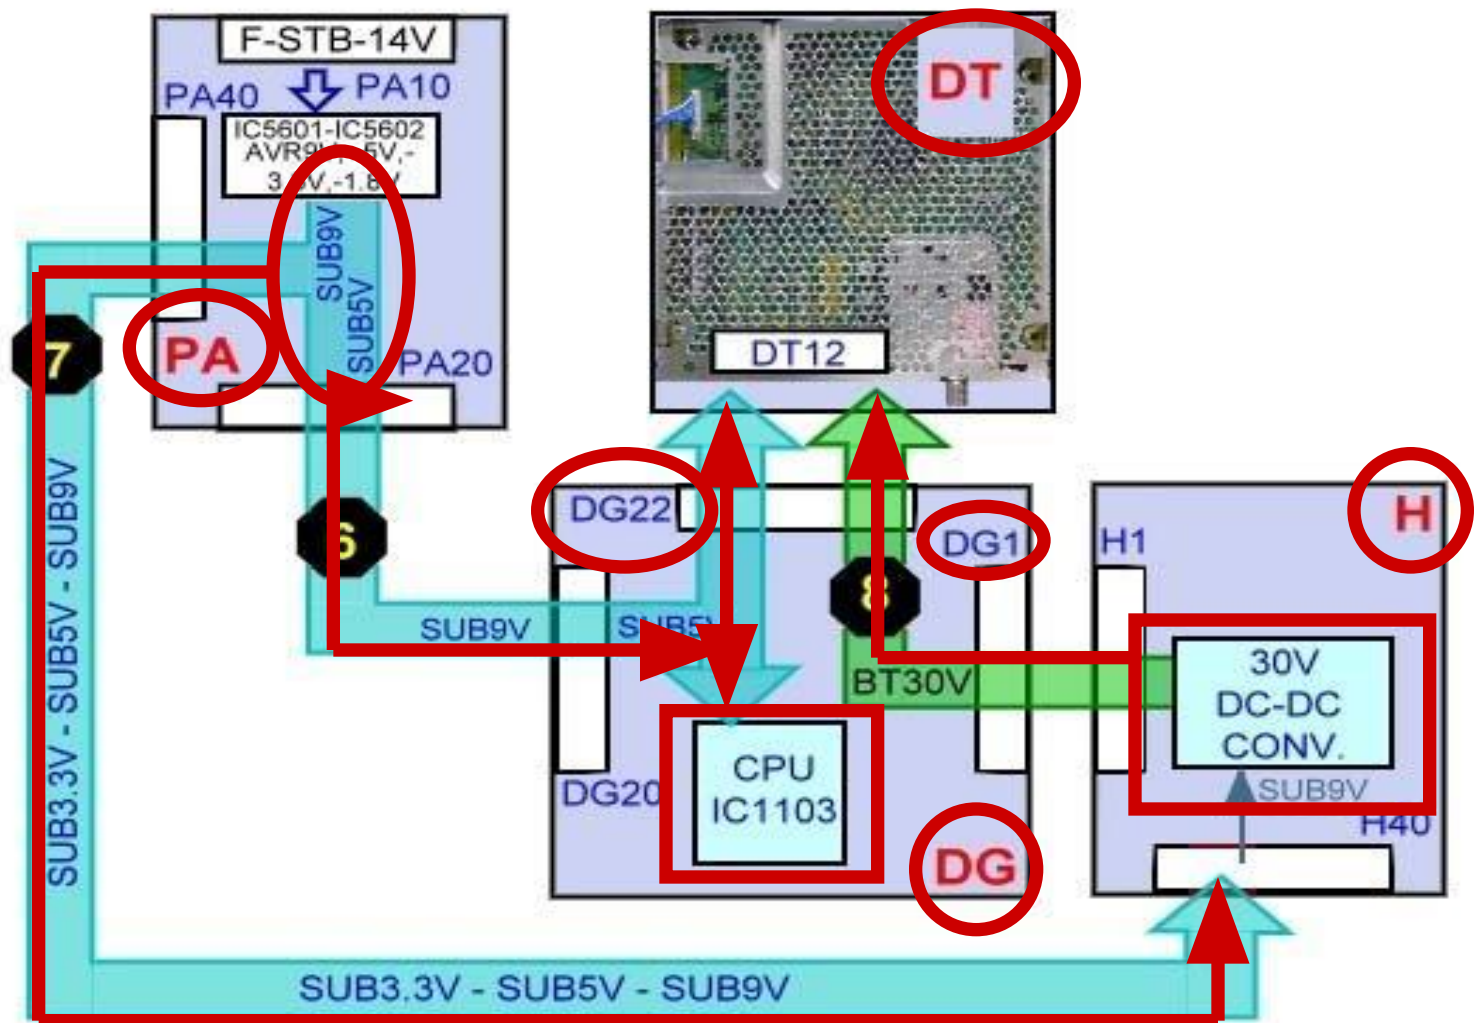 F-STB-14V
PA40
PA10
IC5601-IC5602
SUB9V
SUB5V
PA
PA20
7
DT
DT12
6
DG22
DG1
H1
H
8
SUB9V
BT30V
30V
DC-DC
CONV.
SUB9V
H40
DG20
CPU
IC1103
DG
SUB3.3V - SUB5V - SUB9V
SUB3.3V - SUB5V - SUB9V